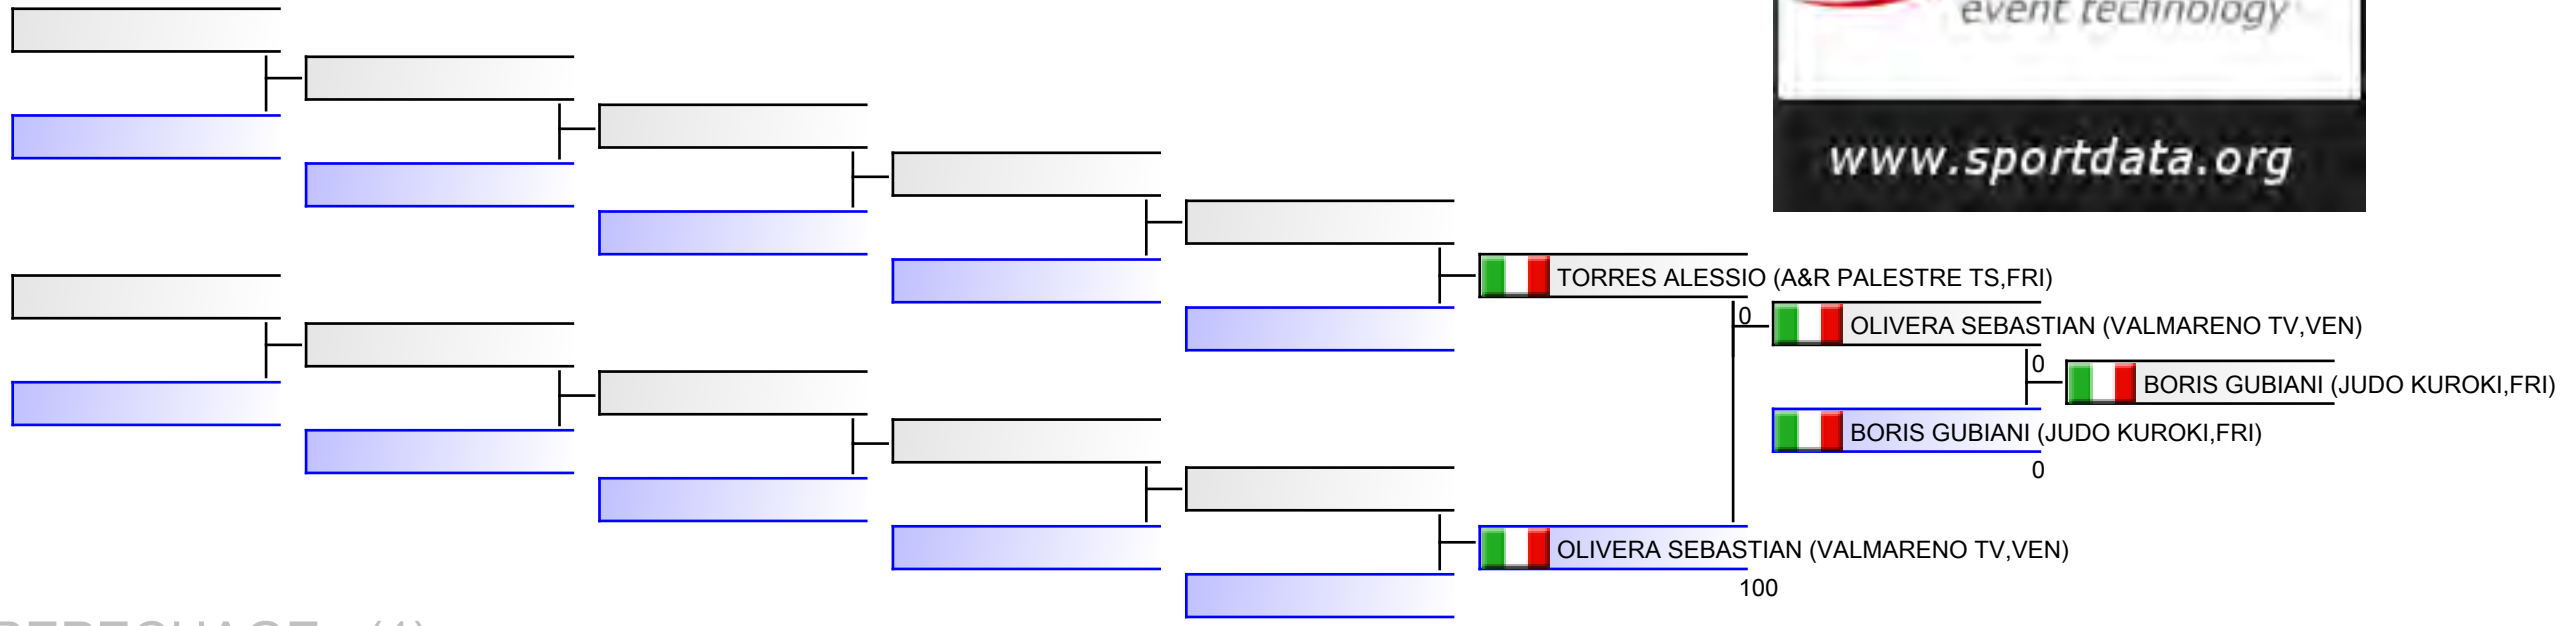 event technology
www.sportdata.org
TORRES ALESSIO (A&R PALESTRE TS,FRI)
0
OLIVERA SEBASTIAN (VALMARENO TV,VEN)
0
BORIS GUBIANI (JUDO KUROKI,FRI)
BORIS GUBIANI (JUDO KUROKI,FRI)
0
OLIVERA SEBASTIAN (VALMARENO TV,VEN)
100